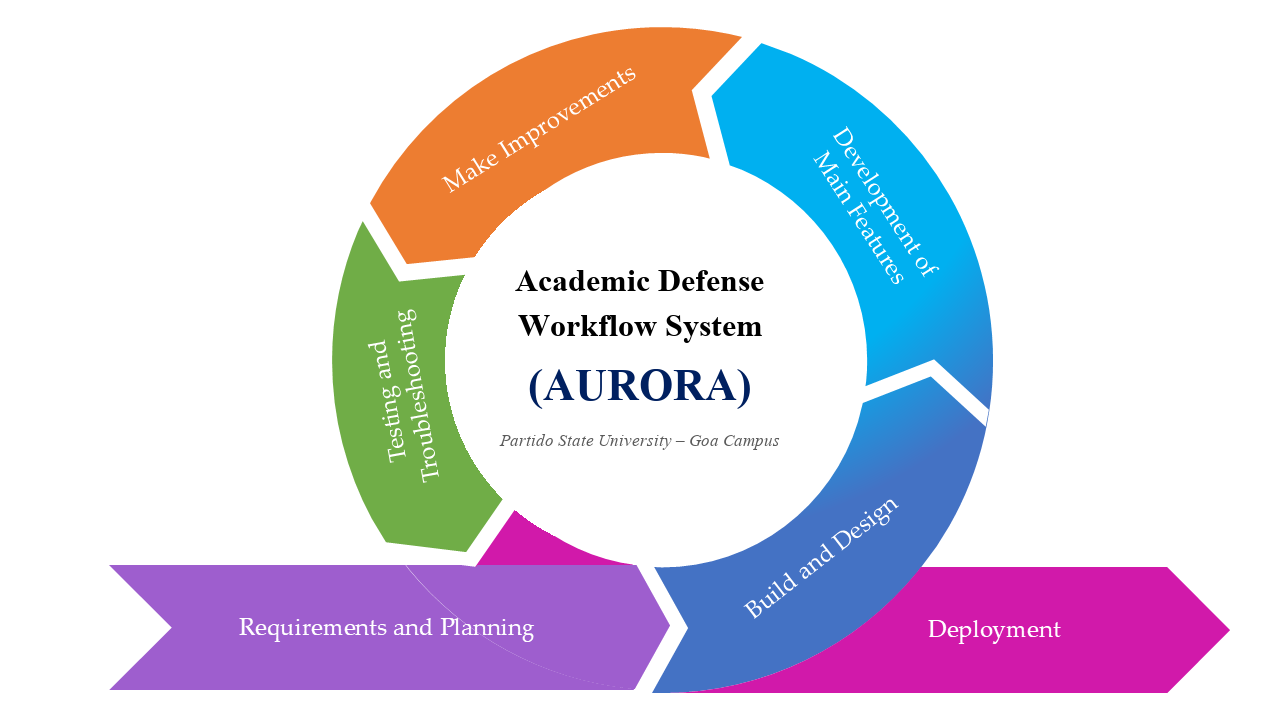 Make Improvements
Development of
Main Features
Academic Defense
Workflow System
(AURORA)
Partido State University – Goa Campus
Testing and
Troubleshooting
Build and Design
Requirements and Planning
Deployment